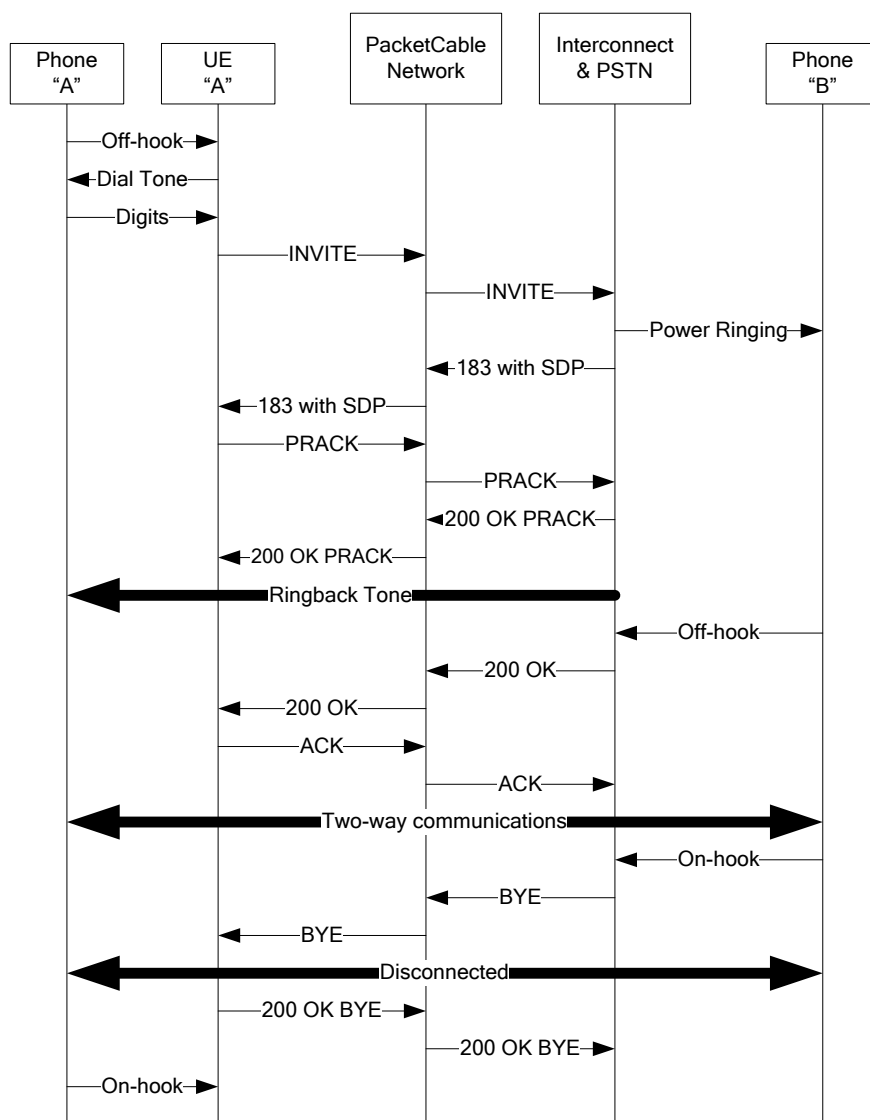 Phone
“A”
UE
“A”
PacketCable
Network
Interconnect
& PSTN
Phone
“B”
Off-hook
Dial Tone
Digits
INVITE
INVITE
Power Ringing
183 with SDP
183 with SDP
PRACK
PRACK
200 OK PRACK
200 OK PRACK
Ringback Tone
Off-hook
200 OK
200 OK
ACK
ACK
Two-way communications
On-hook
BYE
BYE
Disconnected
200 OK BYE
200 OK BYE
On-hook